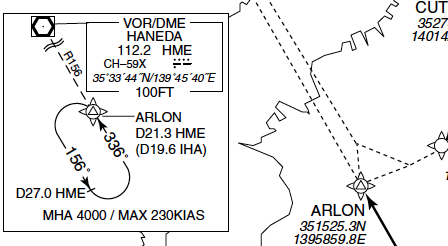 VOR/DME
HANEDA
112.2 HME
CH-59X
35°33′44″N/139°45′40″E
100FT
R156
ARLON
D21.3 HME
(D19.6 IHA)
336°
156°
D27.0 HME
MHA 4000 / MAX 230KIAS
CUT
3527
14014
ARLON
351525.3N
1395859.8E